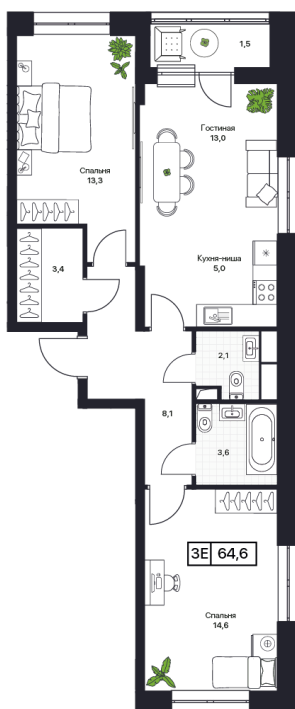 1,5
Гостиная
13,0
Спальня
13,3
Кухня-ниша
5,0
3,4
2,1
8,1
3,6
3Е 64,6
Спальня
14,6